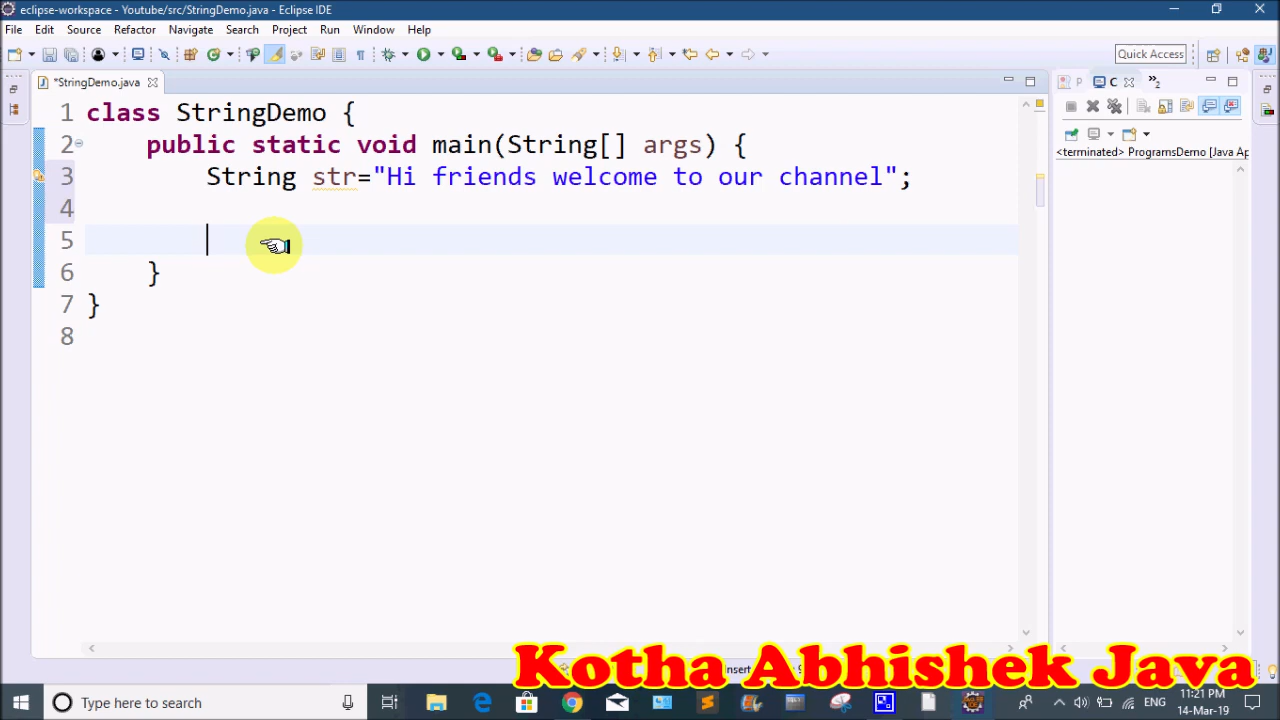 eclipse-workspace - Youtube/src/StringDemo.java - Eclipse IDE
File Edit Source Refactor Navigate Search Project Run Window Help
Quick Access
*StringDemo.java
P C 2
1 class StringDemo {
2 public static void main(String[] args) {
3 String str="Hi friends welcome to our channel";
4
5
6 }
7 }
8
<terminated> ProgramsDemo [Java Ap
Kotha Abhishek Java
Type here to search
ENG
11:21 PM
14-Mar-19